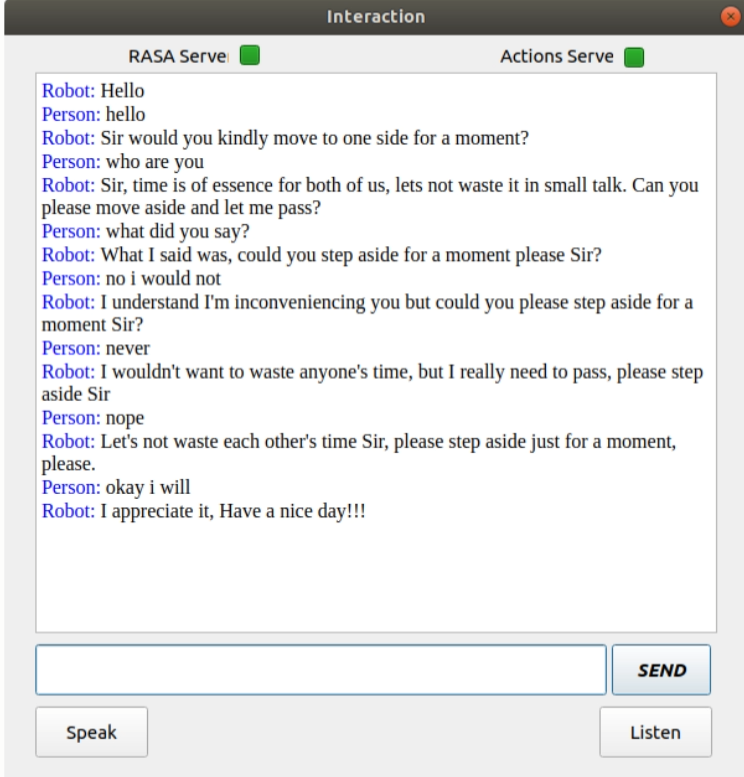 Interaction
RASA Serve
Actions Serve
Robot: Hello
Person: hello
Robot: Sir would you kindly move to one side for a moment?
Person: who are you
Robot: Sir, time is of essence for both of us, lets not waste it in small talk. Can you
please move aside and let me pass?
Person: what did you say?
Robot: What I said was, could you step aside for a moment please Sir?
Person: no i would not
Robot: I understand I'm inconveniencing you but could you please step aside for a
moment Sir?
Person: never
Robot: I wouldn't want to waste anyone's time, but I really need to pass, please step
aside Sir
Person: nope
Robot: Let's not waste each other's time Sir, please step aside just for a moment,
please.
Person: okay i will
Robot: I appreciate it, Have a nice day!!!
SEND
Speak
Listen